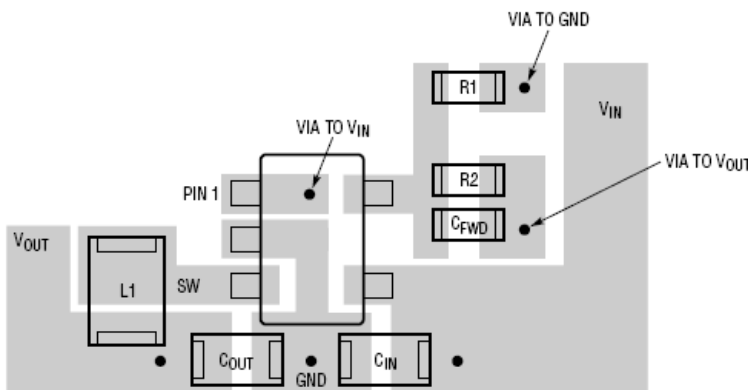 VIA TO GND
R1
VIN
VIA TO VIN
VIA TO VOUT
PIN 1
R2
CFWD
VOUT
L1
SW
COUT
GND
CIN